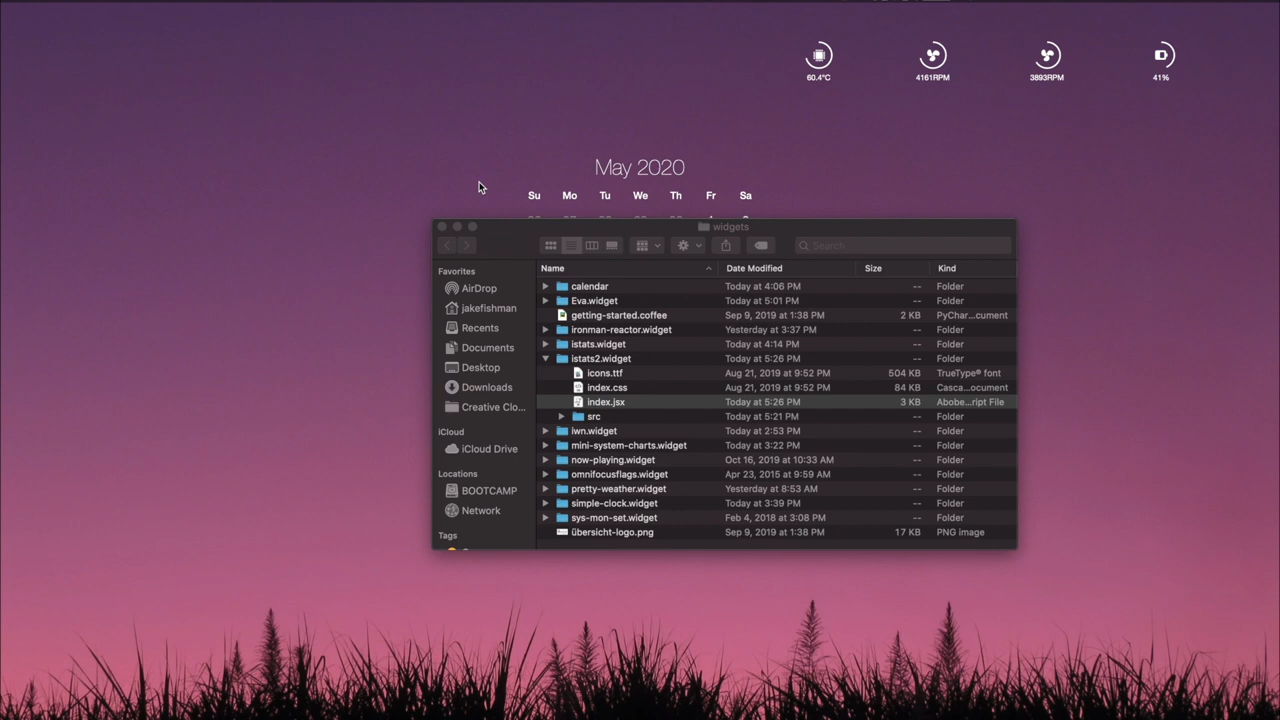 60.4°C 4161RPM 3893RPM 41%
May 2020
Su Mo Tu We Th Fr Sa
widgets
Search
Favorites
AirDrop
jakefishman
Recents
Documents
Desktop
Downloads
Creative Clo...
iCloud
iCloud Drive
Locations
BOOTCAMP
Network
Tags
Name Date Modified Size Kind
calendar Today at 4:06 PM -- Folder
Eva.widget Today at 5:01 PM -- Folder
getting-started.coffee Sep 9, 2019 at 1:38 PM 2 KB PyChar...cument
ironman-reactor.widget Yesterday at 3:37 PM -- Folder
istats.widget Today at 4:14 PM -- Folder
istats2.widget Today at 5:26 PM -- Folder
icons.ttf Aug 21, 2019 at 9:52 PM 504 KB TrueType® font
index.css Aug 21, 2019 at 9:52 PM 84 KB Casca...ocument
index.jsx Today at 5:26 PM 3 KB Abobe...ript File
src Today at 5:21 PM -- Folder
iwn.widget Today at 2:53 PM -- Folder
mini-system-charts.widget Today at 3:22 PM -- Folder
now-playing.widget Oct 16, 2019 at 10:33 AM -- Folder
omnifocusflags.widget Apr 23, 2015 at 9:59 AM -- Folder
pretty-weather.widget Yesterday at 8:53 AM -- Folder
simple-clock.widget Today at 3:39 PM -- Folder
sys-mon-set.widget Feb 4, 2018 at 3:08 PM -- Folder
übersicht-logo.png Sep 9, 2019 at 1:38 PM 17 KB PNG image